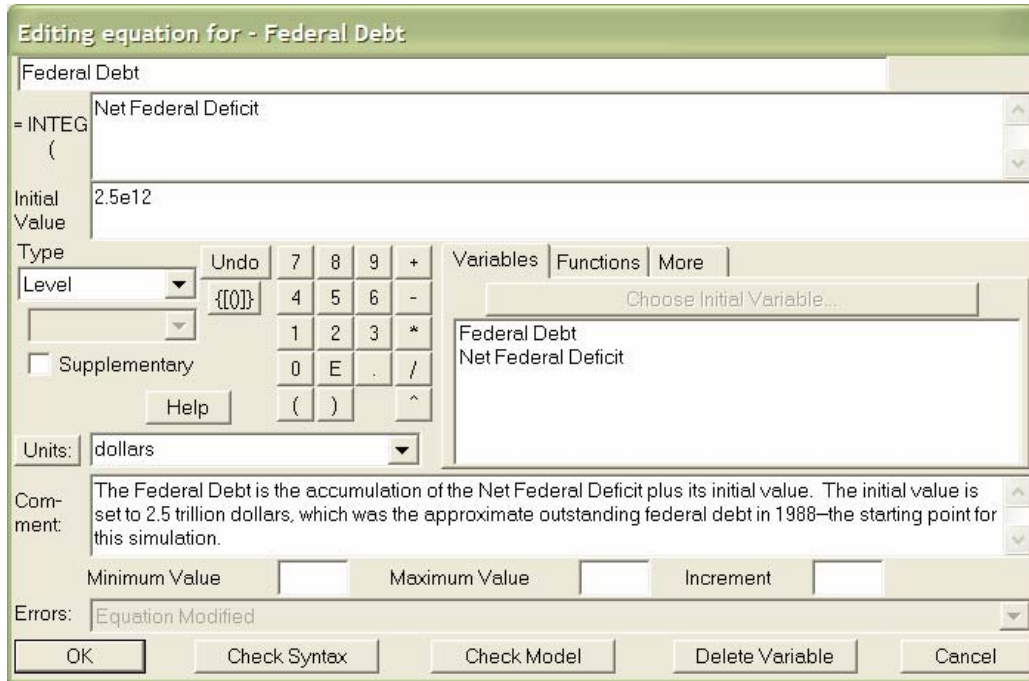 Editing equation for - Federal Debt
Federal Debt
= INTEG (
Net Federal Deficit
Initial Value
2.5e12
Type
Level
Undo
{[()]}
Supplementary
Help
7 8 9 +
4 5 6 -
1 2 3 *
0 E . /
( ) ^
Variables Functions More
Choose Initial Variable...
Federal Debt
Net Federal Deficit
Units: dollars
Com-
ment:
The Federal Debt is the accumulation of the Net Federal Deficit plus its initial value. The initial value is
set to 2.5 trillion dollars, which was the approximate outstanding federal debt in 1988—the starting point for
this simulation.
Minimum Value Maximum Value Increment
Errors: Equation Modified
OK Check Syntax Check Model Delete Variable Cancel